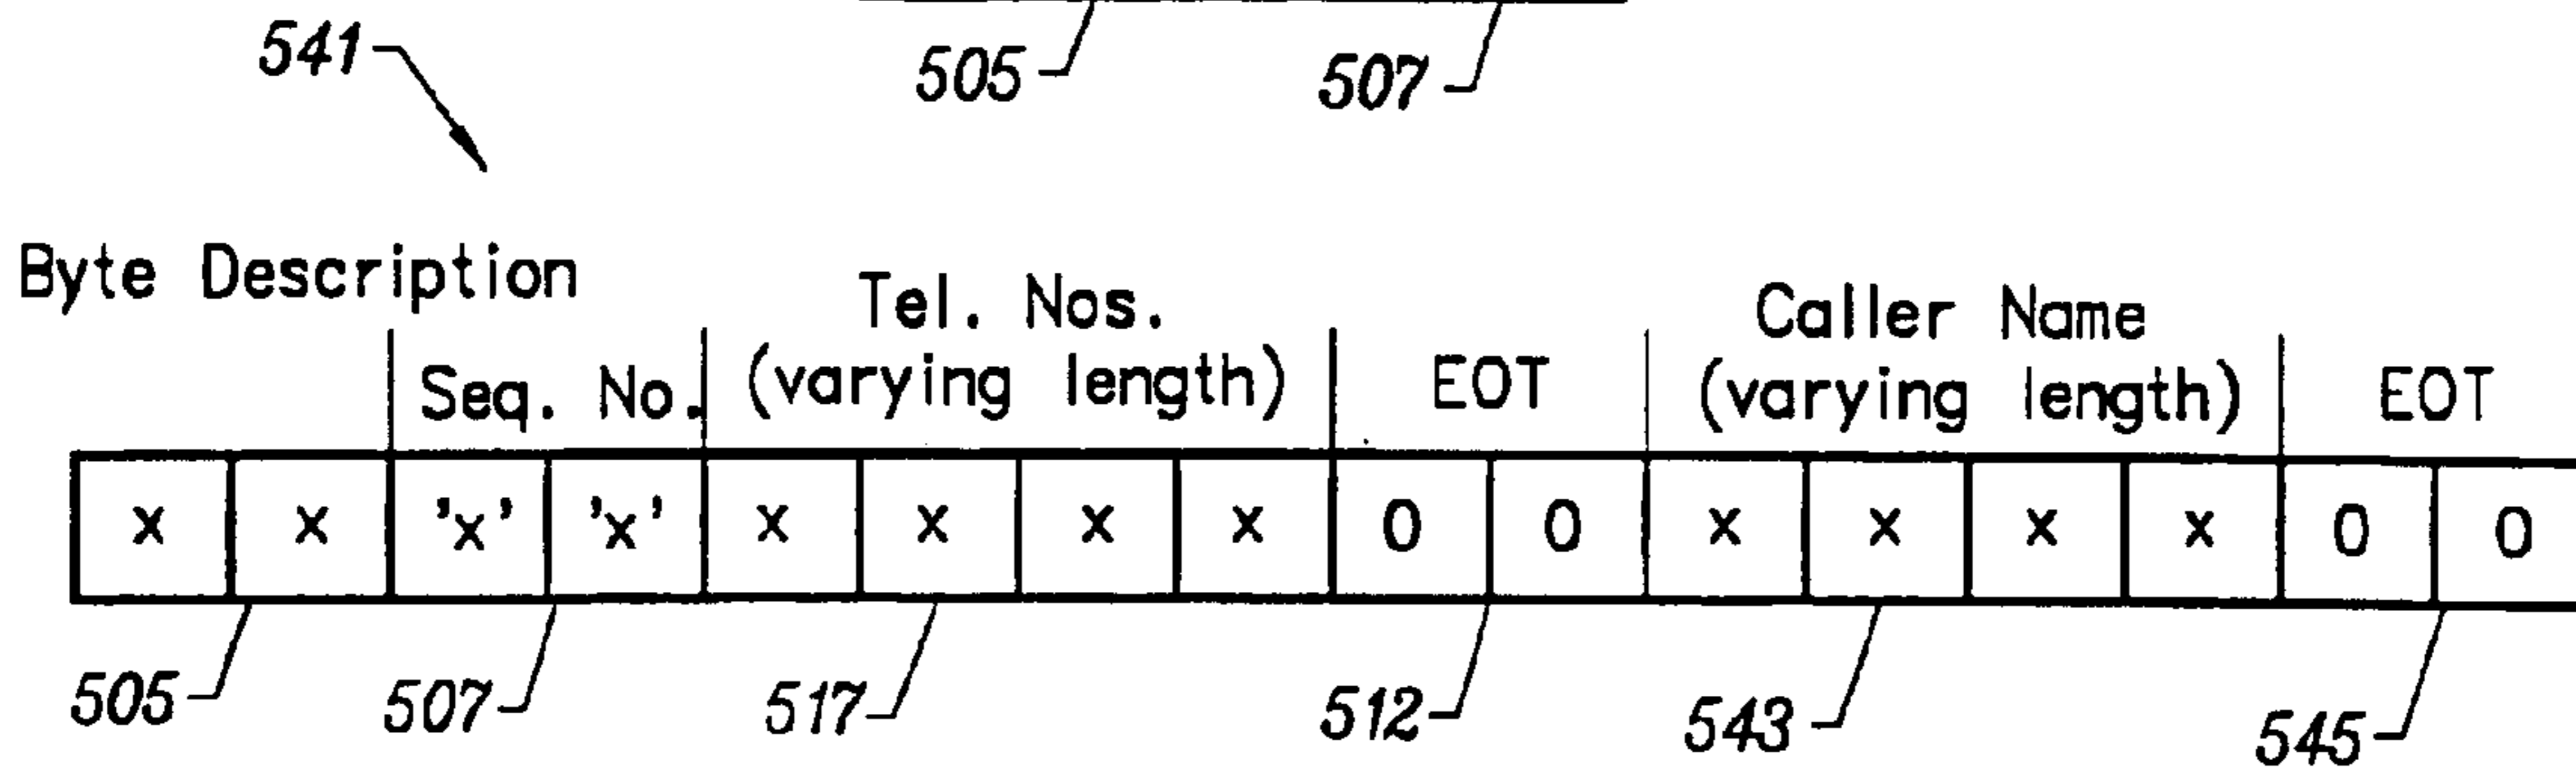 541
505 507
Byte Description
Tel. Nos.
(varying length)
Caller Name
(varying length)
Seq. No. EOT EOT
x x 'x' 'x' x x x x 0 0 x x x x 0 0
505 507 517 512 543 545